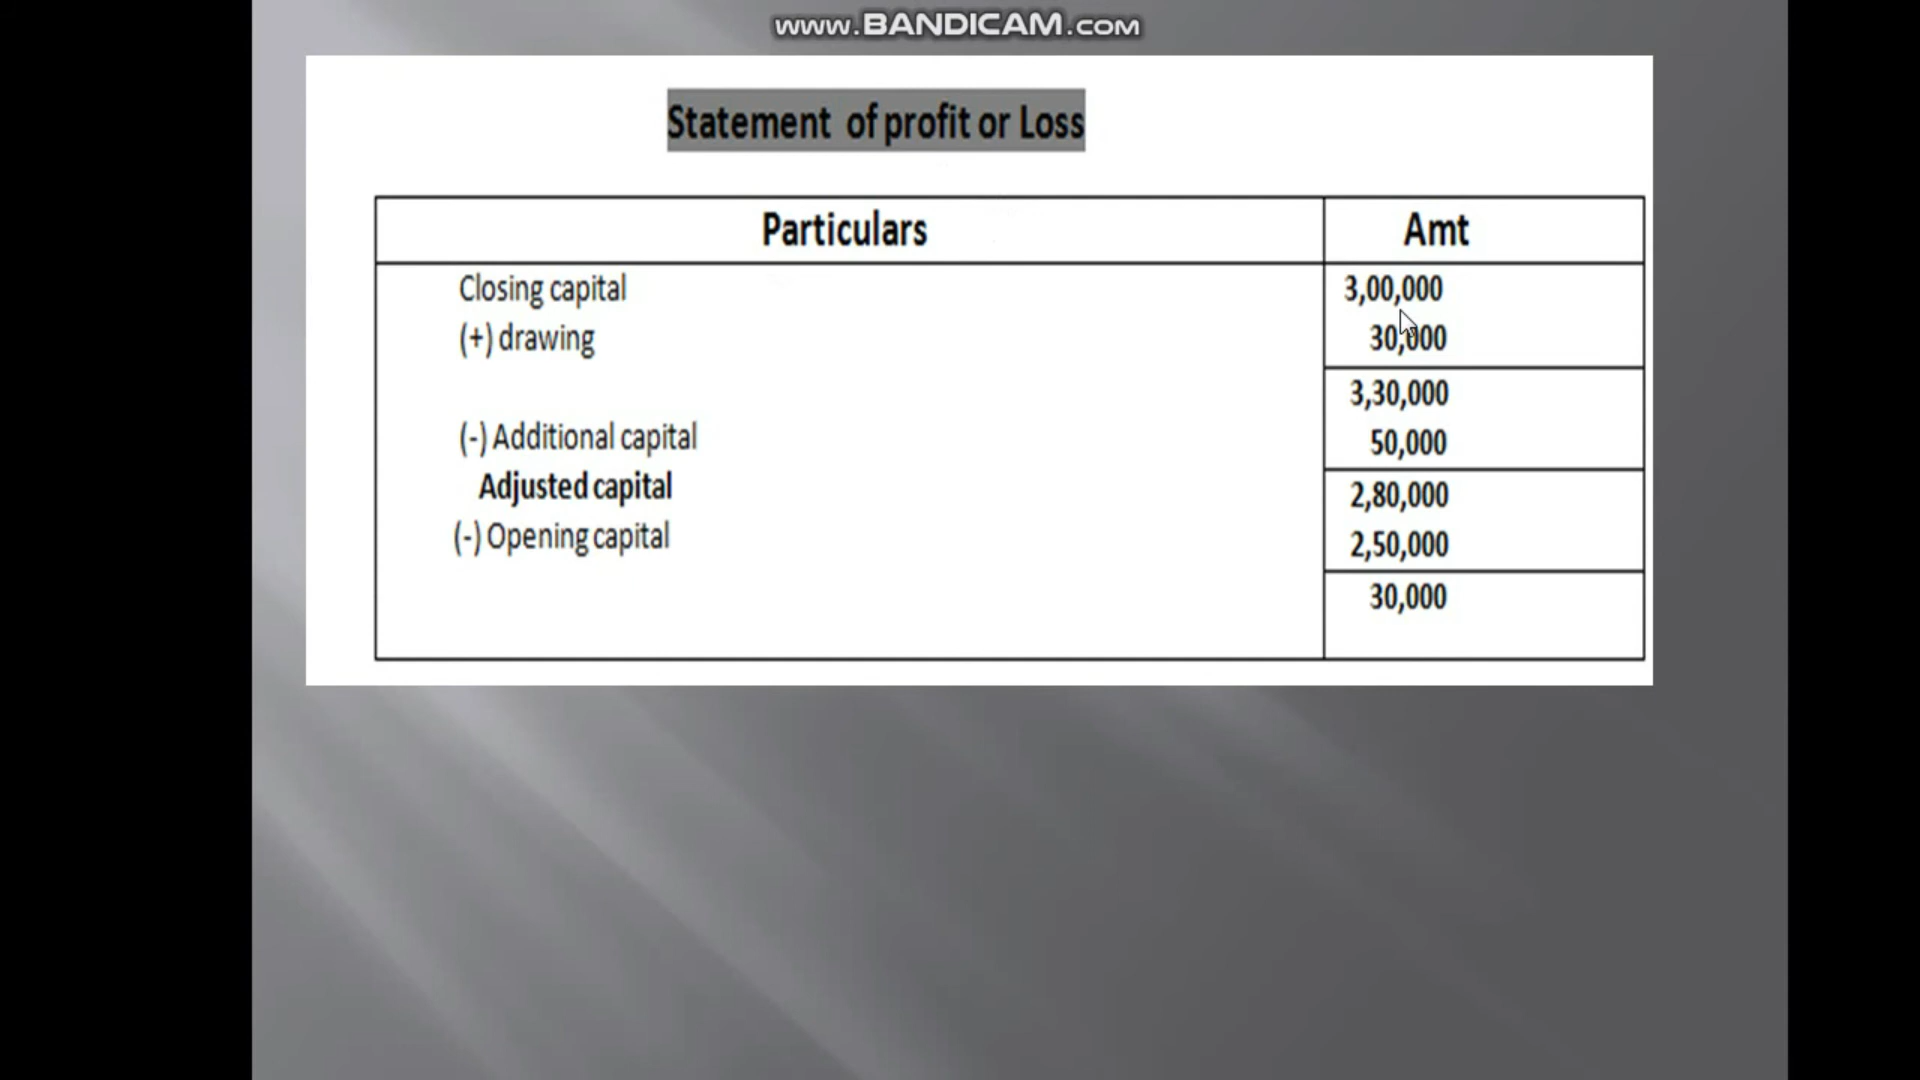 www.BANDICAM.com
Statement of profit or Loss
Particulars Amt
Closing capital 3,00,000
(+) drawing 30,000
3,30,000
(-) Additional capital 50,000
Adjusted capital 2,80,000
(-) Opening capital 2,50,000
30,000